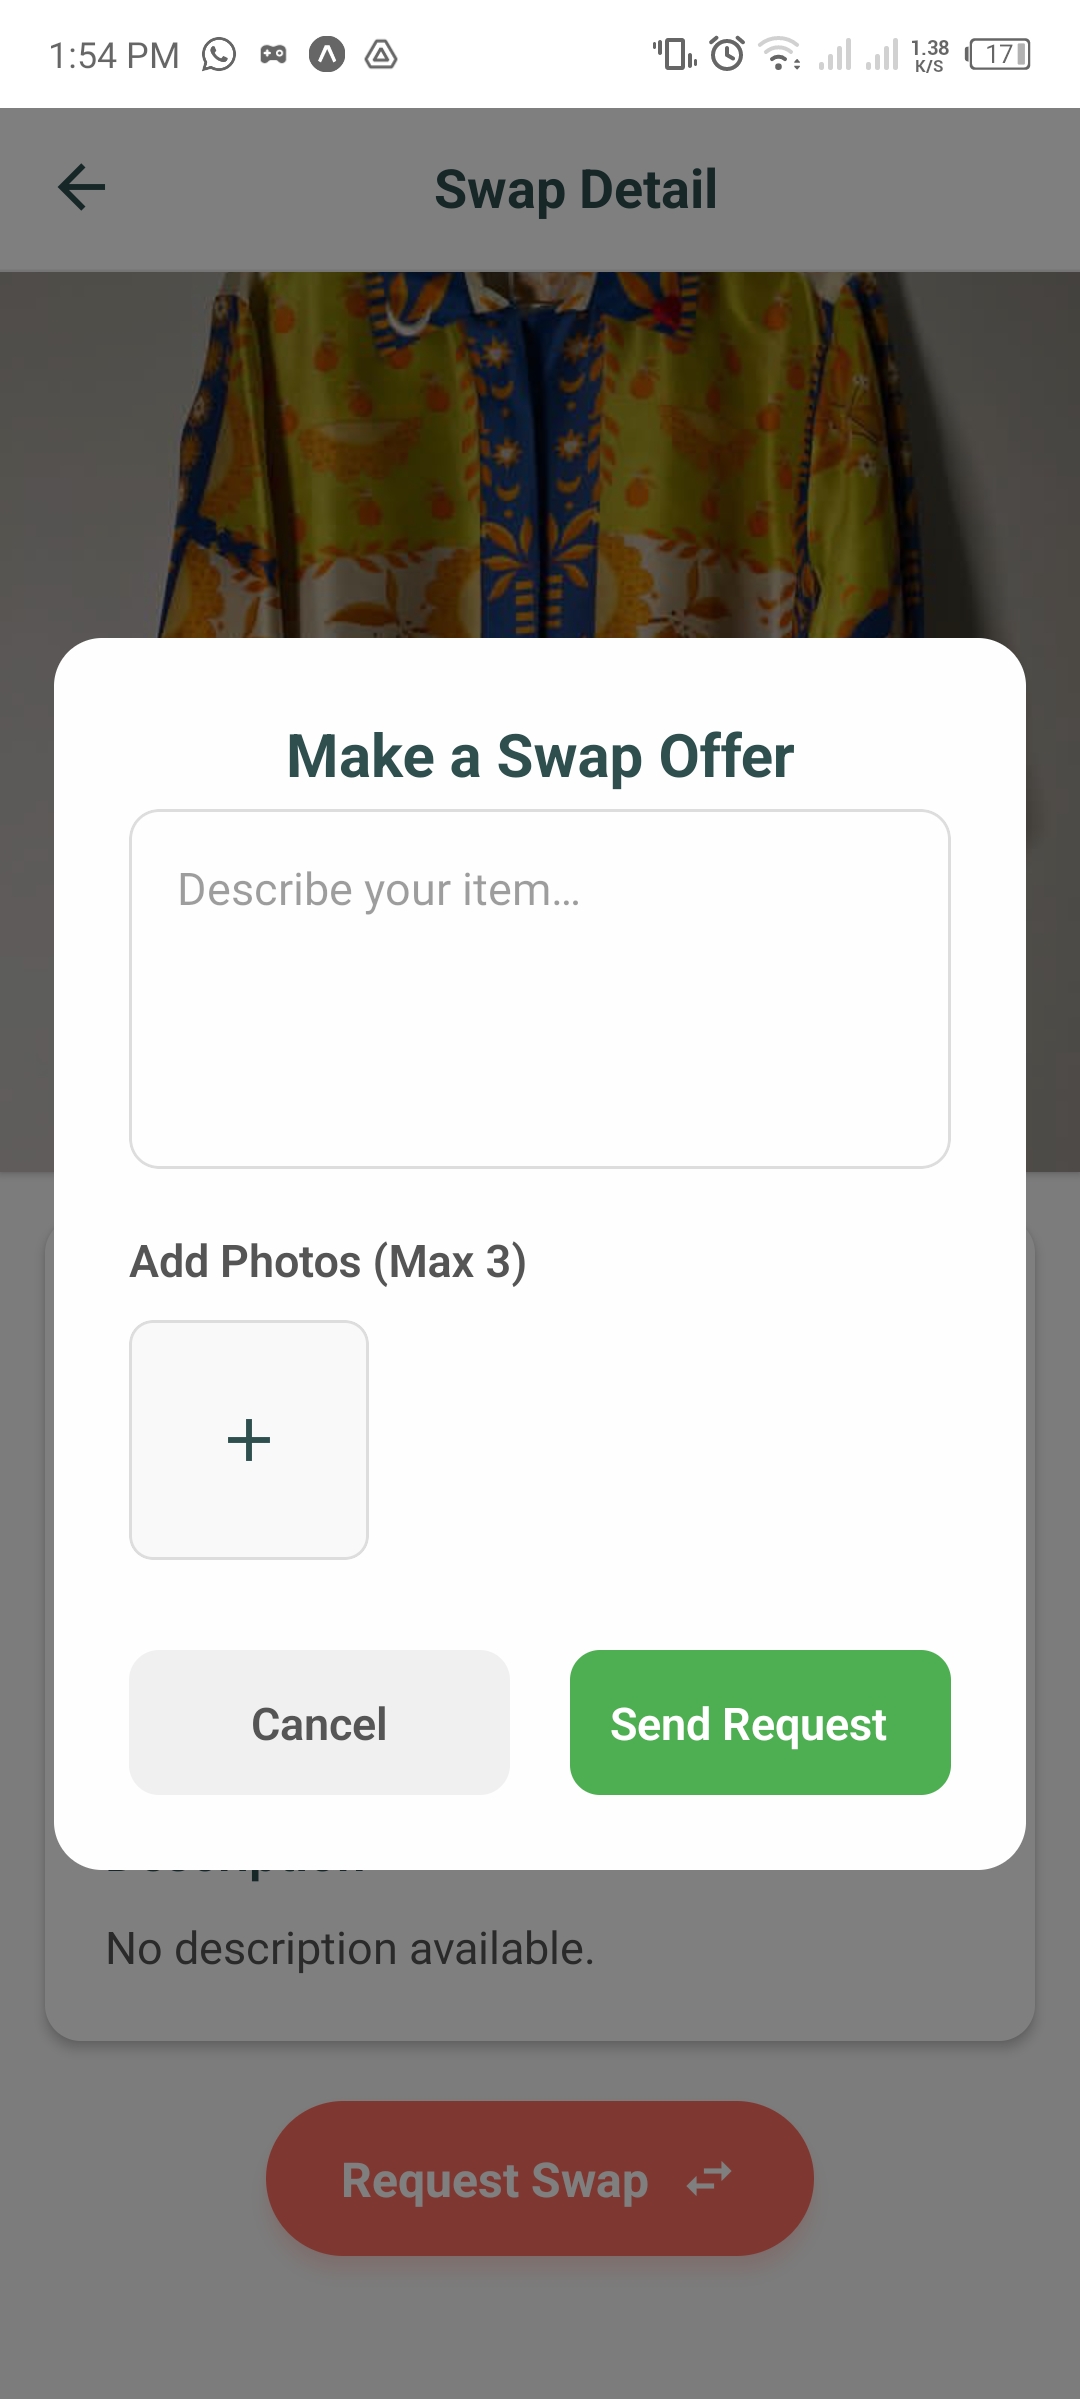 1:54 PM
1.38
K/S
17
Swap Detail
Make a Swap Offer
Describe your item...
Add Photos (Max 3)
+
Cancel
Send Request
No description available.
Request Swap